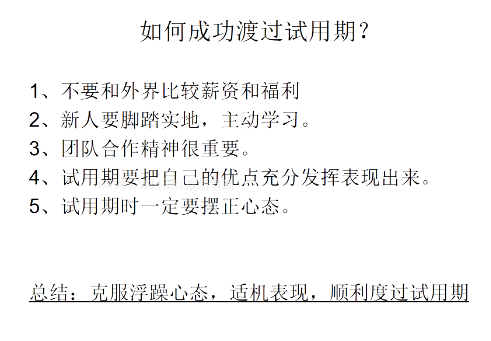 如何成功渡过试用期？
1、不要和外界比较薪资和福利
2、新人要脚踏实地，主动学习。
3、团队合作精神很重要。
4、试用期要把自己的优点充分发挥表现出来。
5、试用期时一定要摆正心态。
总结：克服浮躁心态，适机表现，顺利度过试用期